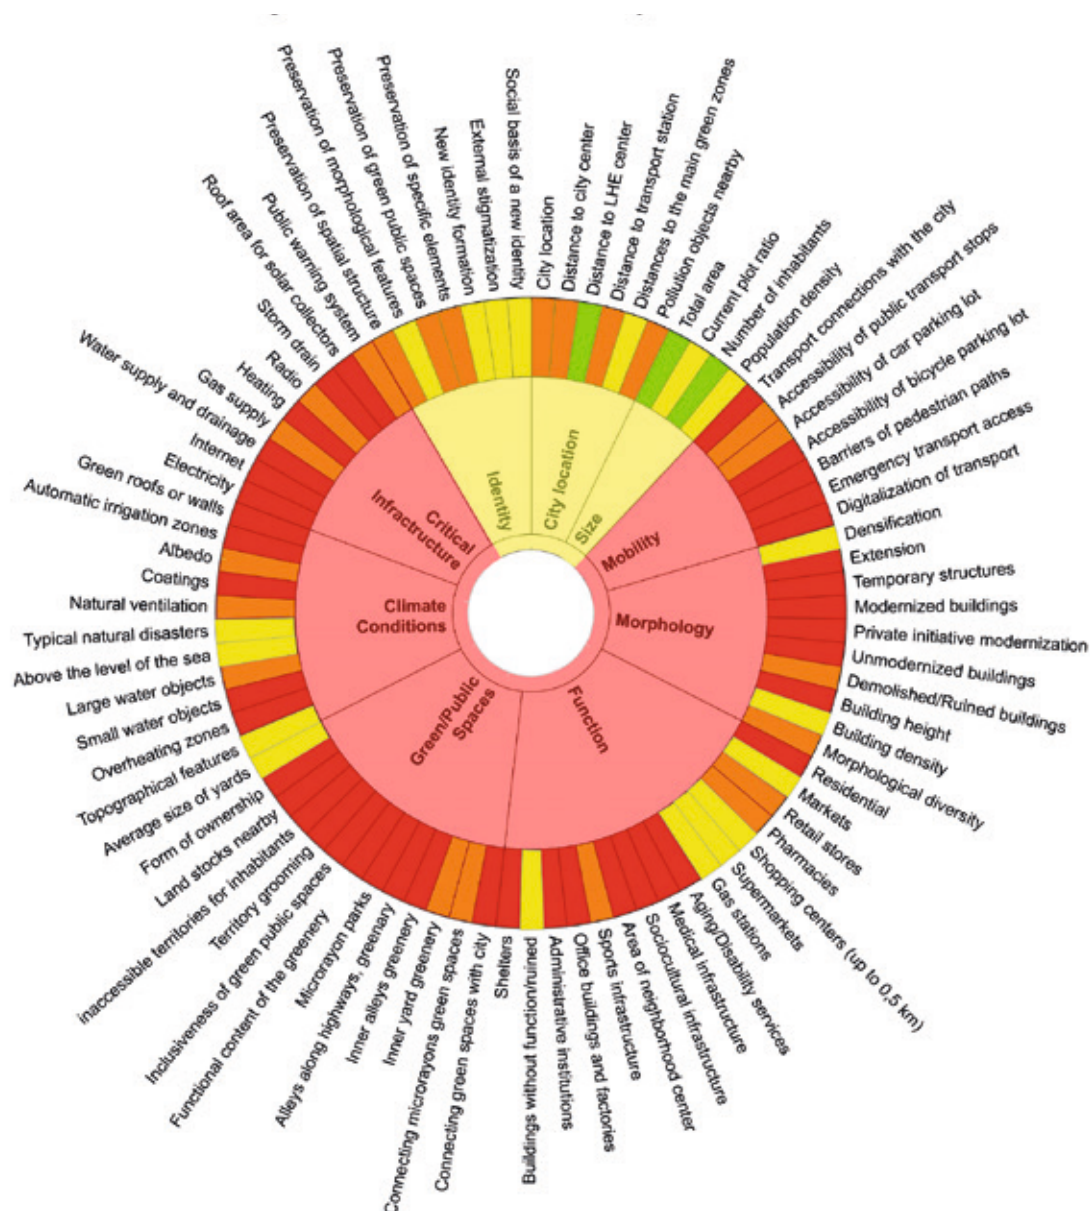 City location
Distance to city center
Distance to LHE center
Distance to transport station
Distances to the main green zones
Pollution objects nearby
Total area
Current plot ratio
Number of inhabitants
Population density
Transport connections with the city
Accessibility of public transport stops
Accessibility of car parking lot
Accessibility of bicycle parking lot
Barriers of pedestrian paths
Emergency transport access
Digitalization of transport
Densification
Extension
Temporary structures
Modernized buildings
Private initiative modernization
Unmodernized buildings
Demolished/Ruined buildings
Building height
Building density
Morphological diversity
Residential
Markets
Retail stores
Pharmacies
Shopping centers (up to 0,5 km)
Supermarkets
Gas stations
Aging/Disability services
Medical infrastructure
Sociocultural infrastructure
Area of neighborhood center
Sports infrastructure
Office buildings and factories
Administrative institutions
Buildings without function/ruined
Shelters
Connecting green spaces with city
Connecting microrayons green spaces
Inner yard greenery
Inner alleys greenery
Alleys along highways, greenary
Microrayon parks
Functional content of the greenery
Inclusiveness of green public spaces
Territory grooming
inaccessible territories for inhabitants
Land stocks nearby
Form of ownership
Average size of yards
Topographical features
Overheating zones
Small water objects
Large water objects
Above the level of the sea
Typical natural disasters
Natural ventilation
Coatings
Albedo
Automatic irrigation zones
Green roofs or walls
Electricity
Internet
Water supply and drainage
Gas supply
Heating
Radio
Storm drain
Roof area for solar collectors
Public warning system
Preservation of spatial structure
Preservation of morphological features
Preservation of green public spaces
Preservation of specific elements
New identity formation
External stigmatization
Social basis of a new identity
City location
Size
Mobility
Morphology
Function
Green/Public
Spaces
Climate
Conditions
Critical
Infractructure
Identity